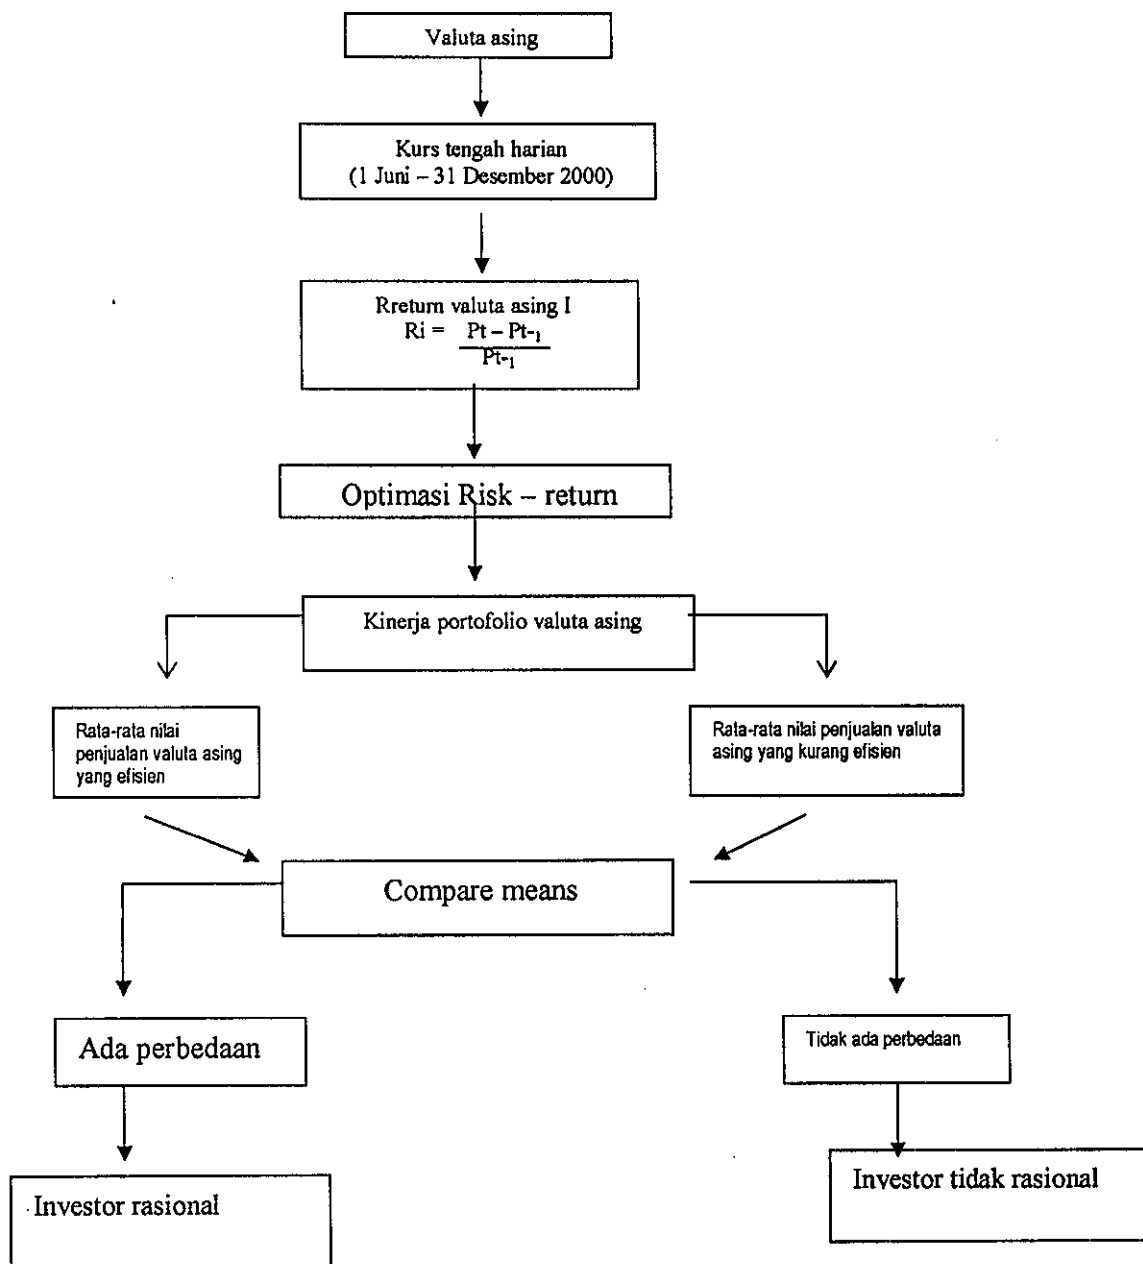 Valuta asing
Kurs tengah harian
(1 Juni – 31 Desember 2000)
Rreturn valuta asing I
Ri = Pt – Pt-1
Pt-1
Optimasi Risk – return
Kinerja portofolio valuta asing
Rata-rata nilai
penjualan valuta asing
yang efisien
Rata-rata nilai penjualan valuta
asing yang kurang efisien
Compare means
Ada perbedaan
Tidak ada perbedaan
Investor rasional
Investor tidak rasional